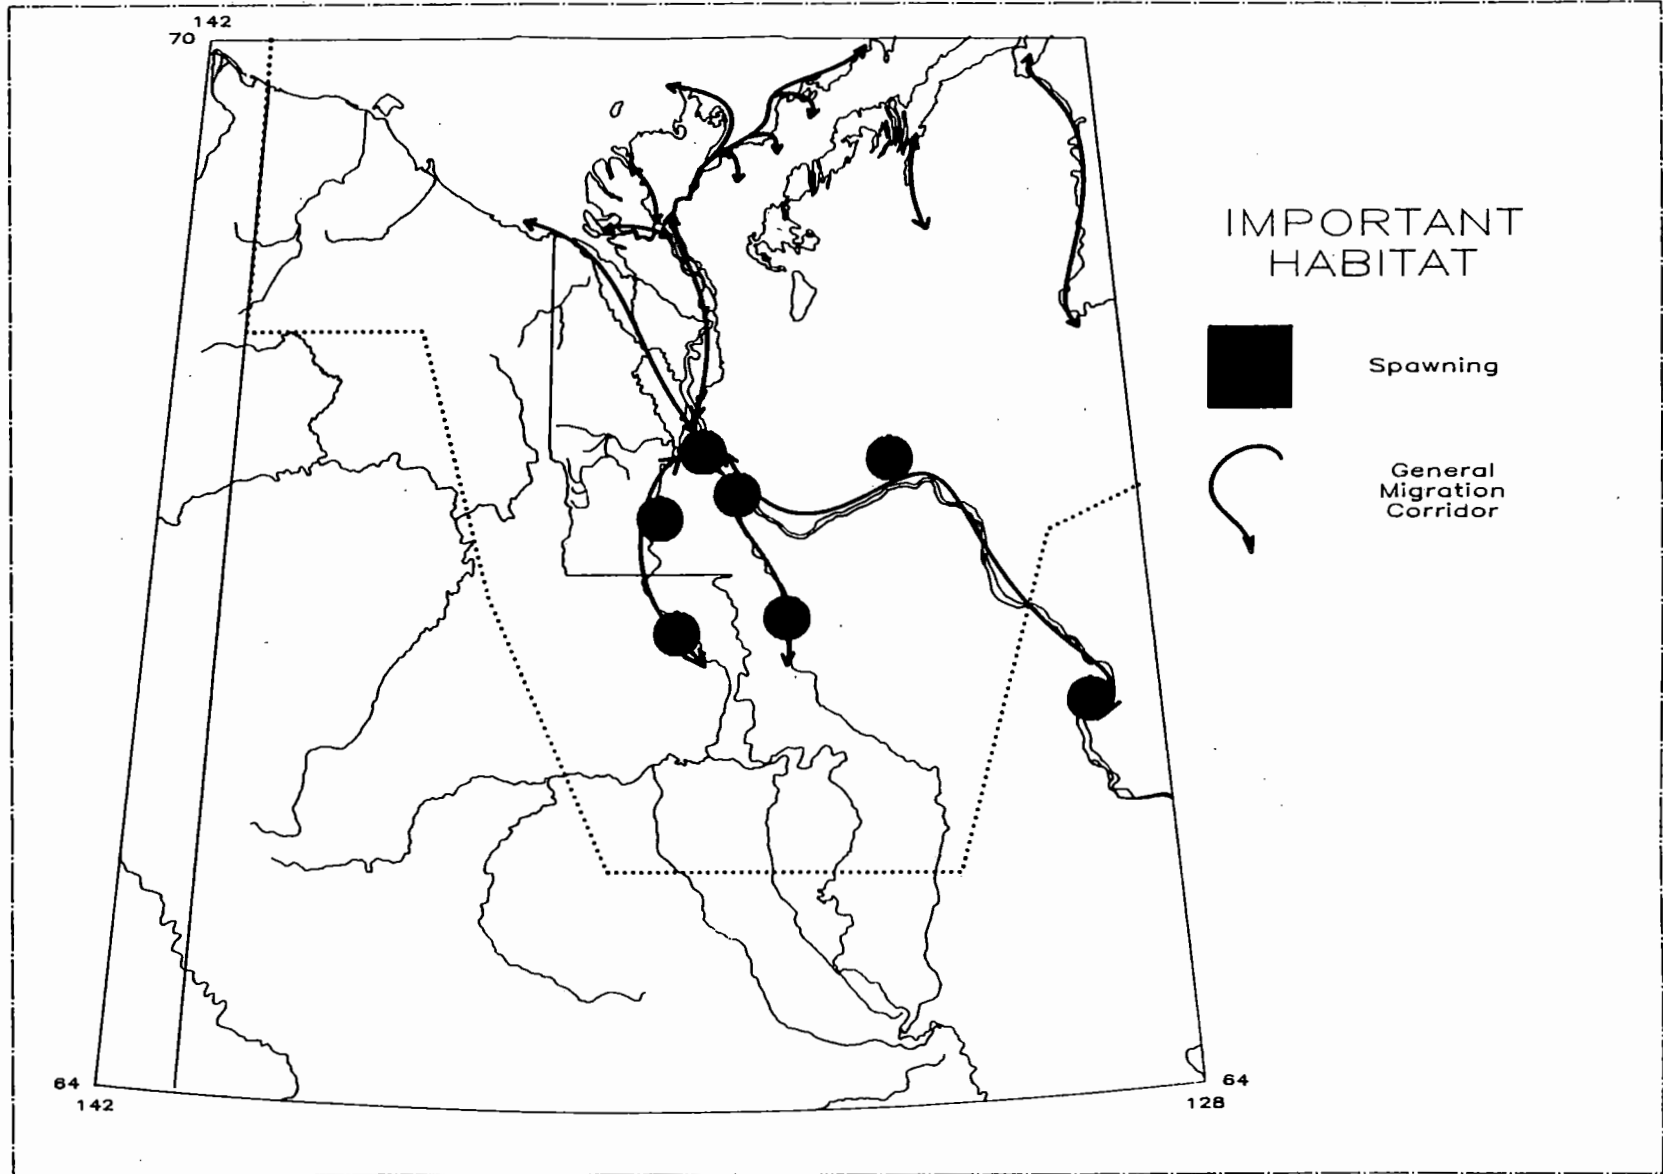 142
70
IMPORTANT
HABITAT
Spawning
General
Migration
Corridor
64
142
64
128